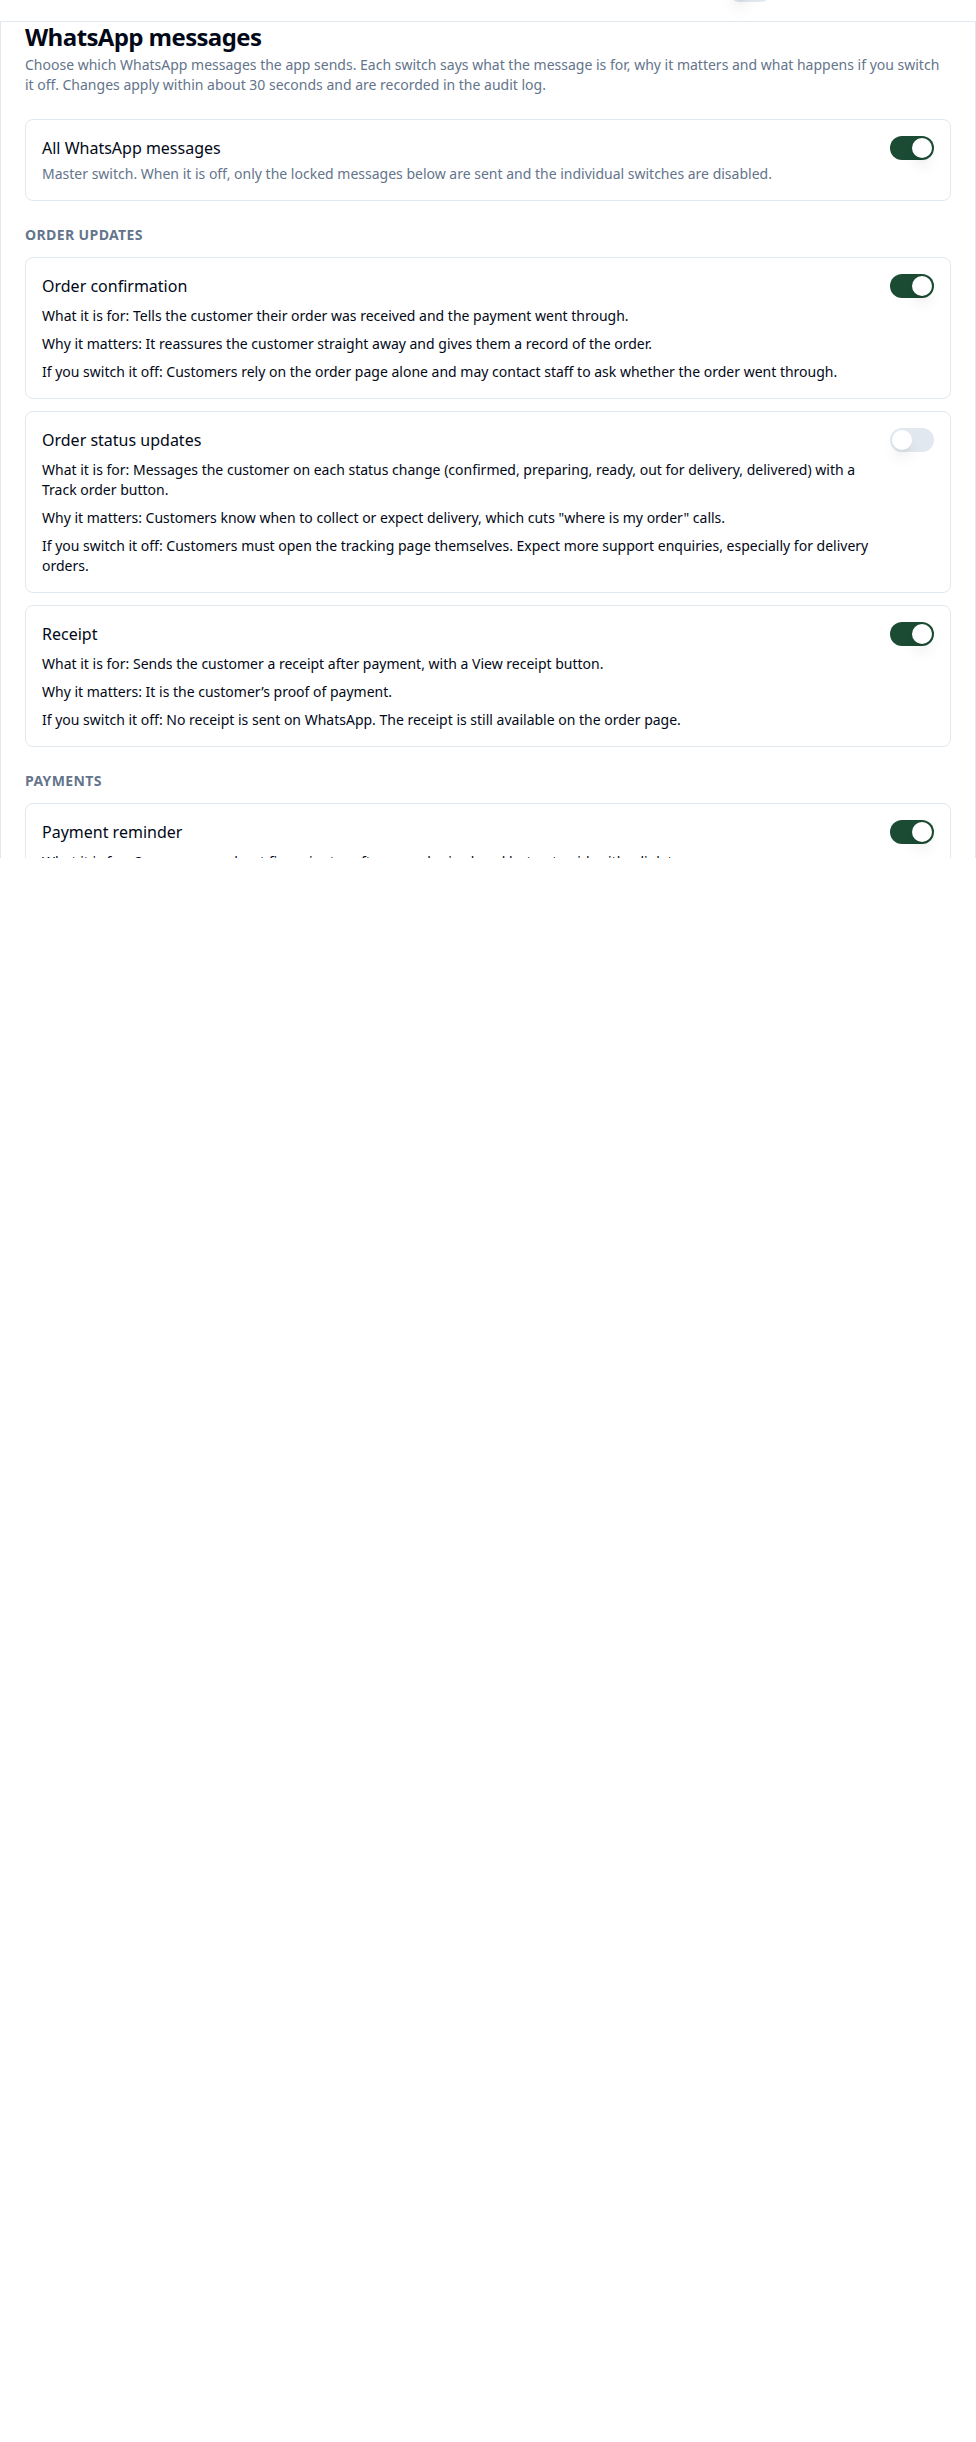 WhatsApp messages
Choose which WhatsApp messages the app sends. Each switch says what the message is for, why it matters and what happens if you switch
it off. Changes apply within about 30 seconds and are recorded in the audit log.
All WhatsApp messages
Master switch. When it is off, only the locked messages below are sent and the individual switches are disabled.
ORDER UPDATES
Order confirmation
What it is for: Tells the customer their order was received and the payment went through.
Why it matters: It reassures the customer straight away and gives them a record of the order.
If you switch it off: Customers rely on the order page alone and may contact staff to ask whether the order went through.
Order status updates
What it is for: Messages the customer on each status change (confirmed, preparing, ready, out for delivery, delivered) with a
Track order button.
Why it matters: Customers know when to collect or expect delivery, which cuts "where is my order" calls.
If you switch it off: Customers must open the tracking page themselves. Expect more support enquiries, especially for delivery
orders.
Receipt
What it is for: Sends the customer a receipt after payment, with a View receipt button.
Why it matters: It is the customer’s proof of payment.
If you switch it off: No receipt is sent on WhatsApp. The receipt is still available on the order page.
PAYMENTS
Payment reminder